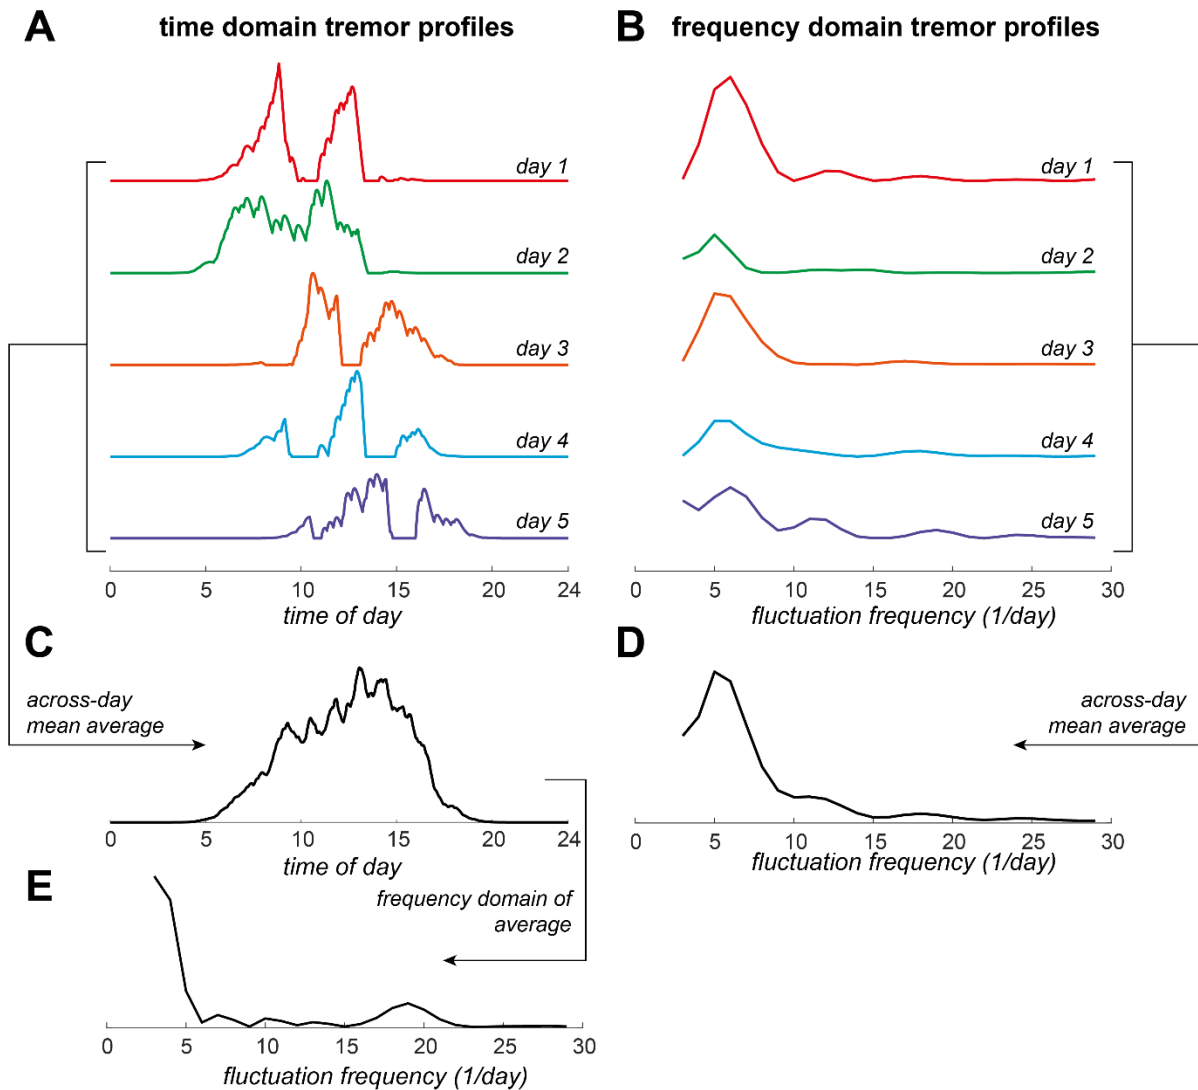 A
time domain tremor profiles
day 1
day 2
day 3
day 4
day 5
0 5 10 15 20 24
time of day
B
frequency domain tremor profiles
day 1
day 2
day 3
day 4
day 5
0 5 10 15 20 25 30
fluctuation frequency (1/day)
C
across-day
mean average
0 5 10 15 20 24
time of day
D
across-day
mean average
0 5 10 15 20 25 30
fluctuation frequency (1/day)
E
frequency domain of
average
0 5 10 15 20 25 30
fluctuation frequency (1/day)